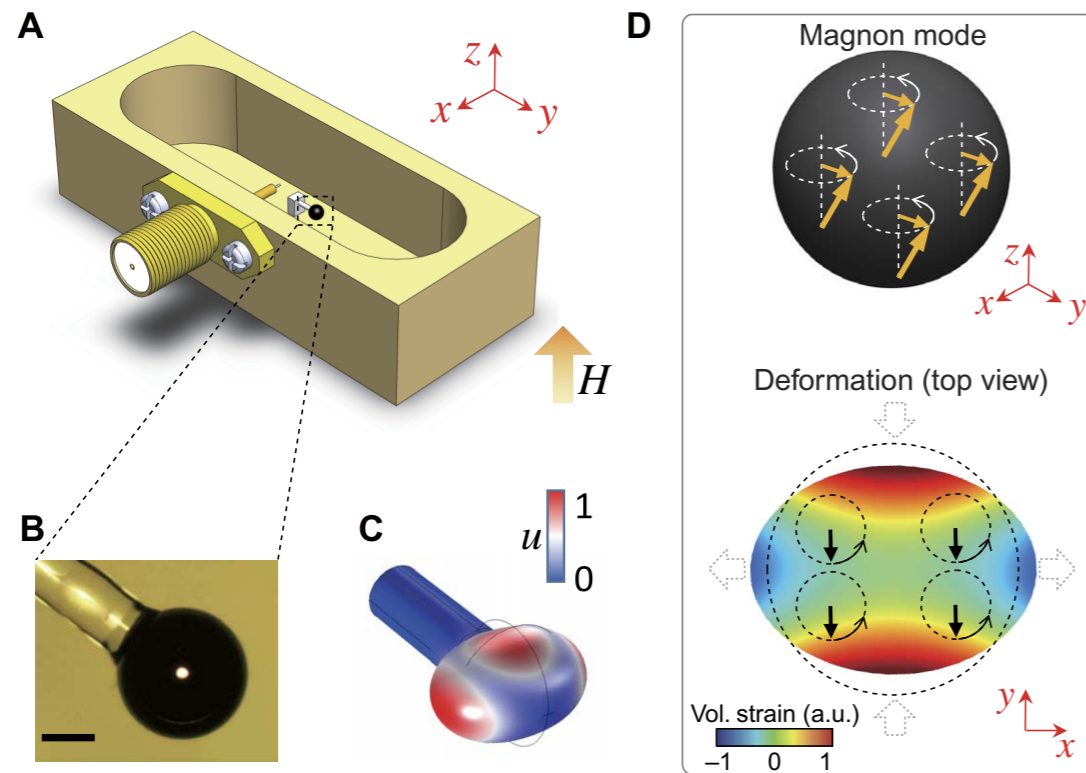 A
z
x
y
H
B
C
u
1
0
D
Magnon mode
z
x
y
Deformation (top view)
Vol. strain (a.u.)
–1 0 1
y
x